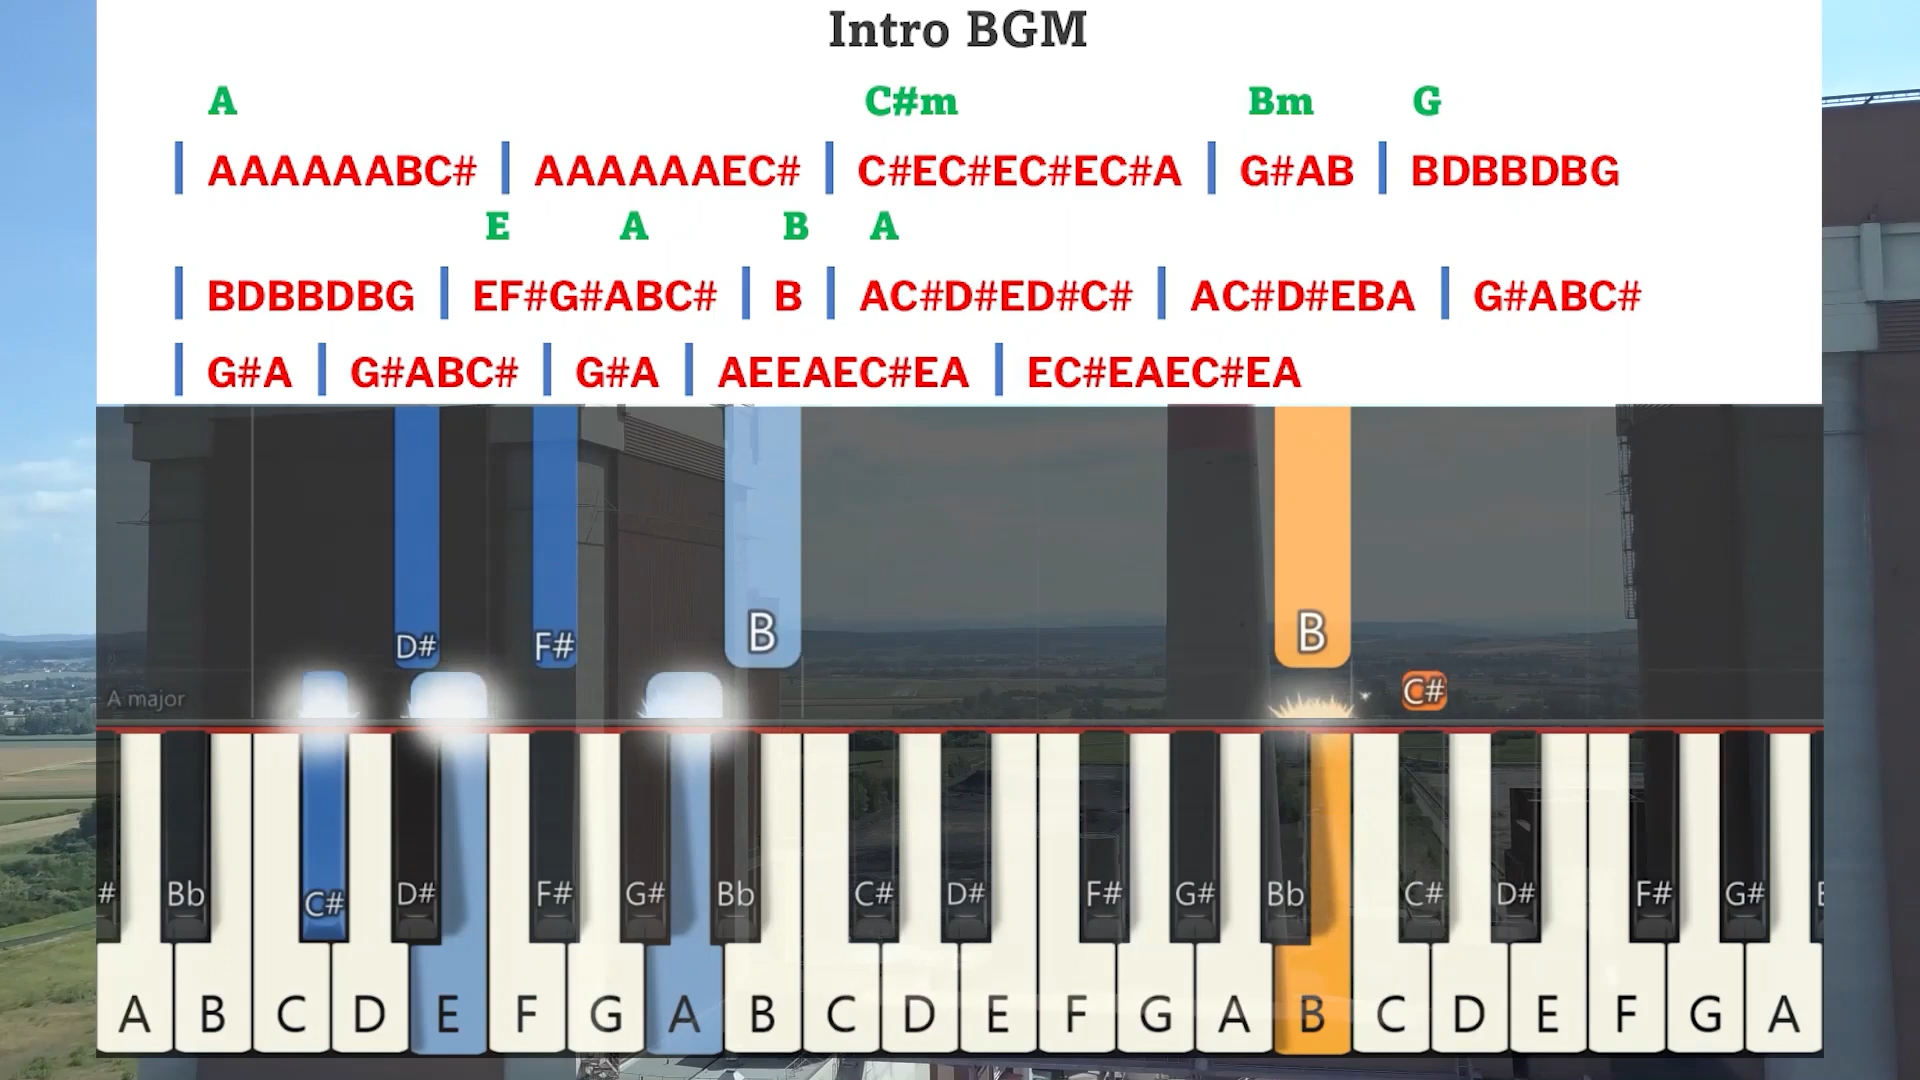 Intro BGM
A C#m Bm G
| AAAAAABC# | AAAAAAEC# | C#EC#EC#EC#A | G#AB | BDBBDBG
E A B A
| BDBBDBG | EF#G#ABC# | B | AC#D#ED#C# | AC#D#EBA | G#ABC#
| G#A | G#ABC# | G#A | AEEAEC#EA | EC#EAEC#EA
D# F# B B
A major C#
# Bb C# D# F# G# Bb C# D# F# G# Bb C# D# F# G#
A B C D E F G A B C D E F G A B C D E F G A